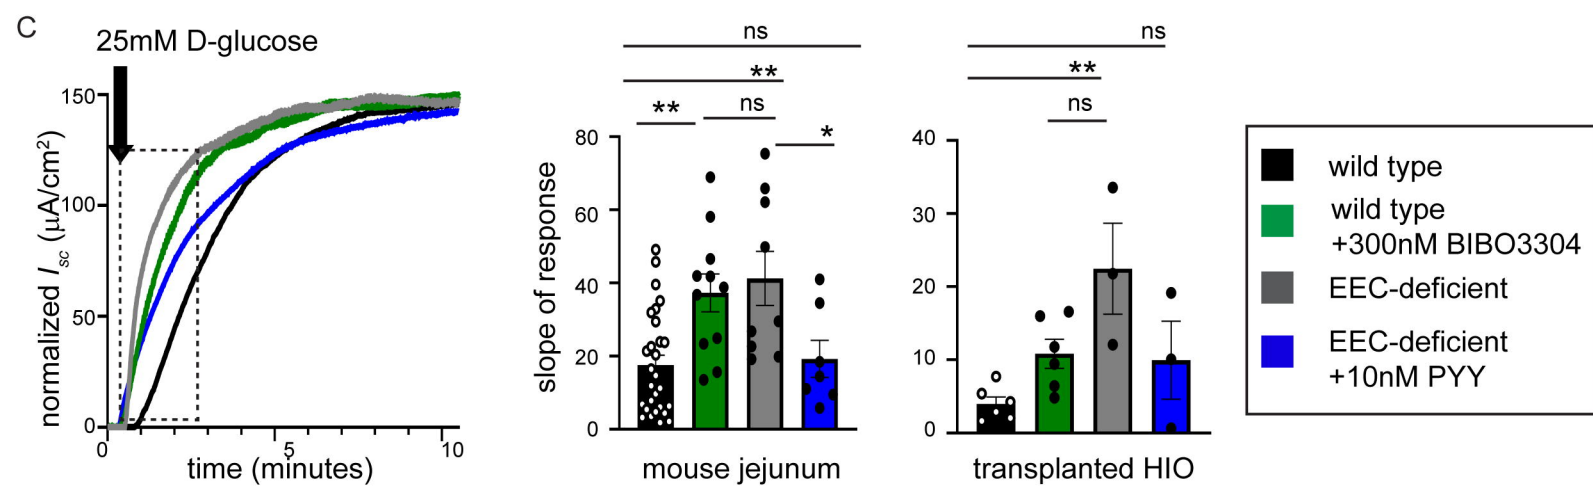 C
25mM D-glucose
normalized Isc (µA/cm²)
150
100
50
0
0
5
10
time (minutes)
slope of response
ns
**
**
ns
*
80
60
40
20
0
mouse jejunum
ns
**
ns
40
30
20
10
0
transplanted HIO
wild type
wild type
+300nM BIBO3304
EEC-deficient
EEC-deficient
+10nM PYY